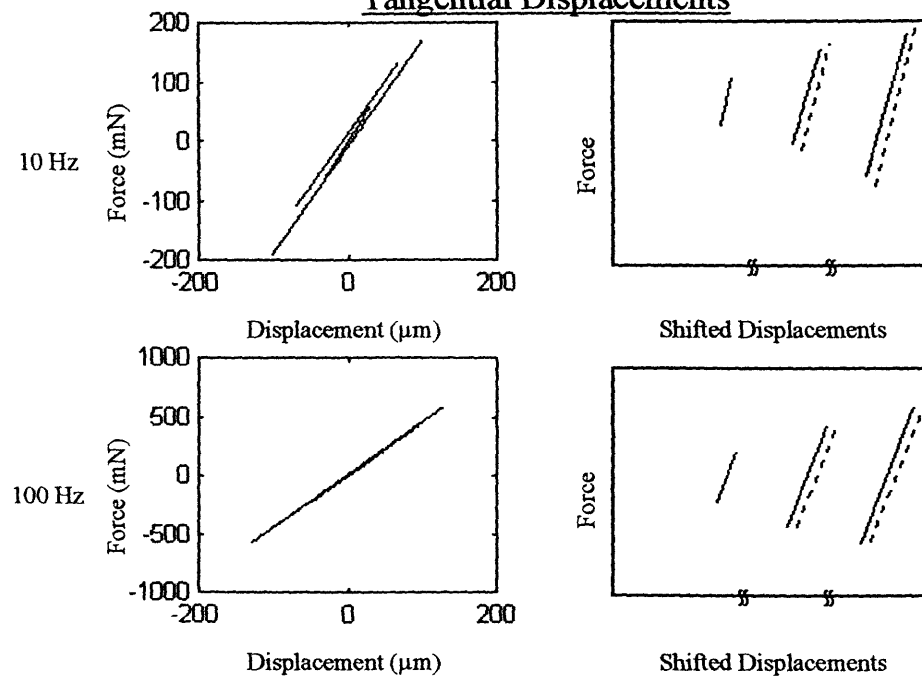 Tangential Displacements
10 Hz
Force (mN)
200
100
0
-100
-200
-200
0
200
Displacement (μm)
Force
Shifted Displacements
100 Hz
Force (mN)
1000
500
0
-500
-1000
-200
0
200
Displacement (μm)
Force
Shifted Displacements